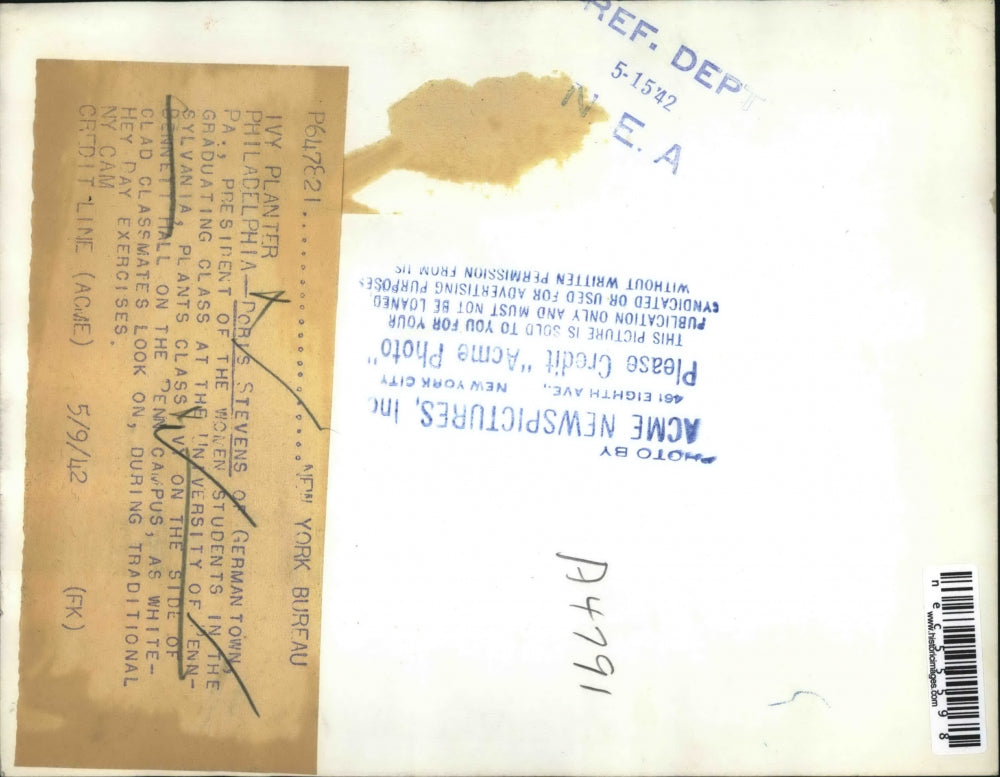 P647821..............NEW YORK BUREAU
IVY PLANTER
PHILADELPHIA--DORIS STEVENS OF GERMANTOWN,
PA., PRESIDENT OF THE WOMEN STUDENTS IN THE
GRADUATING CLASS AT THE UNIVERSITY OF PENN-
SYLVANIA, PLANTS CLASS IVY ON THE SIDE OF
BENNETT HALL ON THE PENN CAMPUS, AS WHITE-
CLAD CLASSMATES LOOK ON, DURING TRADITIONAL
HEY DAY EXERCISES.
NY CAM
CREDIT LINE (ACME) 5/9/42 (FK)
REF. DEPT
5-15 42
N. E. A
PHOTO BY
ACME NEWSPICTURES, Inc
461 EIGHTH AVE., NEW YORK CITY
Please Credit "Acme Photo"
THIS PICTURE IS SOLD TO YOU FOR YOUR
PUBLICATION ONLY AND MUST NOT BE LOANED
SYNDICATED OR USED FOR ADVERTISING PURPOSES
WITHOUT WRITTEN PERMISSION FROM US
A4791
www.historicimages.com
nec55598